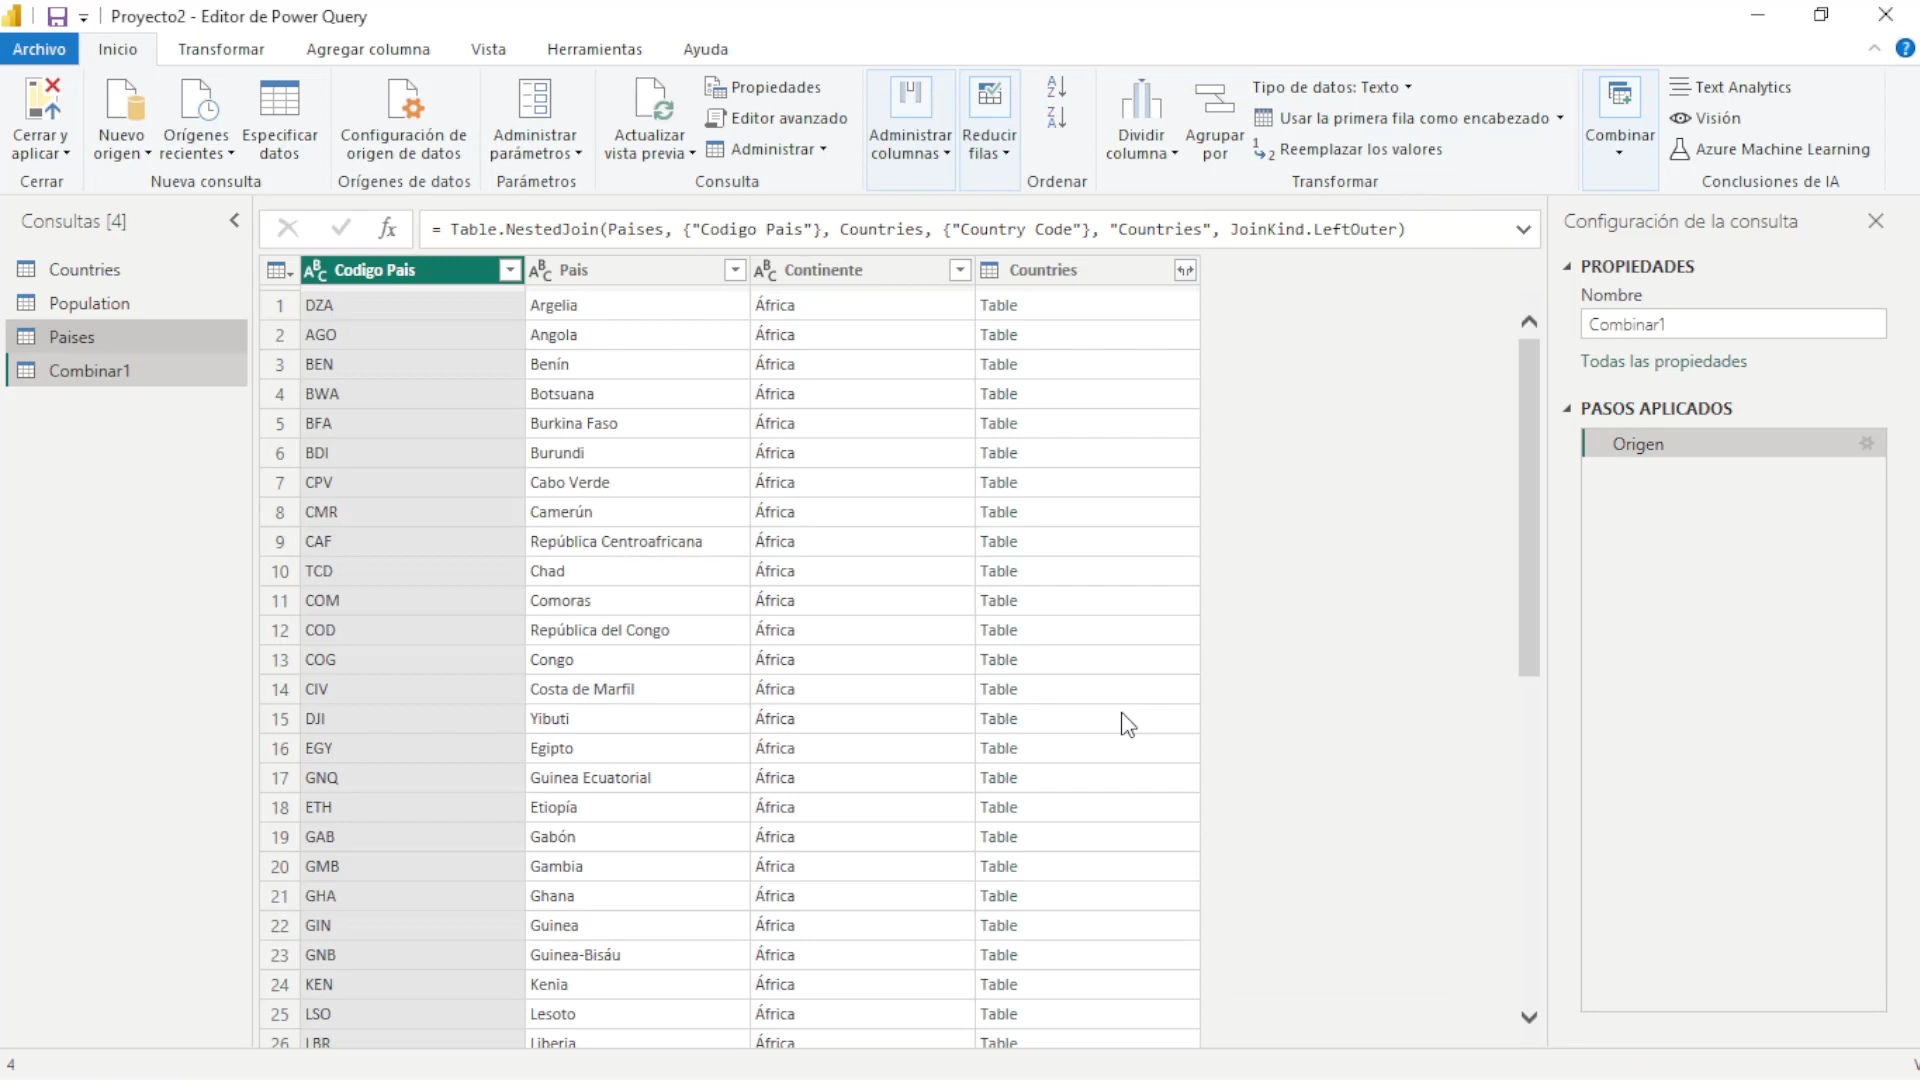 Proyecto2 - Editor de Power Query
Archivo Inicio Transformar Agregar columna Vista Herramientas Ayuda
Cerrar y aplicar
Nuevo origen
Orígenes recientes
Especificar datos
Configuración de origen de datos
Administrar parámetros
Actualizar vista previa
Propiedades
Editor avanzado
Administrar
Administrar columnas
Reducir filas
Dividir columna
Agrupar por
Tipo de datos: Texto
Usar la primera fila como encabezado
Reemplazar los valores
Combinar
Text Analytics
Visión
Azure Machine Learning
Cerrar
Nueva consulta
Orígenes de datos
Parámetros
Consulta
Ordenar
Transformar
Conclusiones de IA
Consultas [4]
Countries
Population
Paises
Combinar1
= Table.NestedJoin(Paises, {"Codigo Pais"}, Countries, {"Country Code"}, "Countries", JoinKind.LeftOuter)
Codigo Pais Pais Continente Countries
1 DZA Argelia África Table
2 AGO Angola África Table
3 BEN Benín África Table
4 BWA Botsuana África Table
5 BFA Burkina Faso África Table
6 BDI Burundi África Table
7 CPV Cabo Verde África Table
8 CMR Camerún África Table
9 CAF República Centroafricana África Table
10 TCD Chad África Table
11 COM Comoras África Table
12 COD República del Congo África Table
13 COG Congo África Table
14 CIV Costa de Marfil África Table
15 DJI Yibuti África Table
16 EGY Egipto África Table
17 GNQ Guinea Ecuatorial África Table
18 ETH Etiopía África Table
19 GAB Gabón África Table
20 GMB Gambia África Table
21 GHA Ghana África Table
22 GIN Guinea África Table
23 GNB Guinea-Bisáu África Table
24 KEN Kenia África Table
25 LSO Lesoto África Table
26 LBR Liberia África Table
Configuración de la consulta
PROPIEDADES
Nombre
Combinar1
Todas las propiedades
PASOS APLICADOS
Origen
4